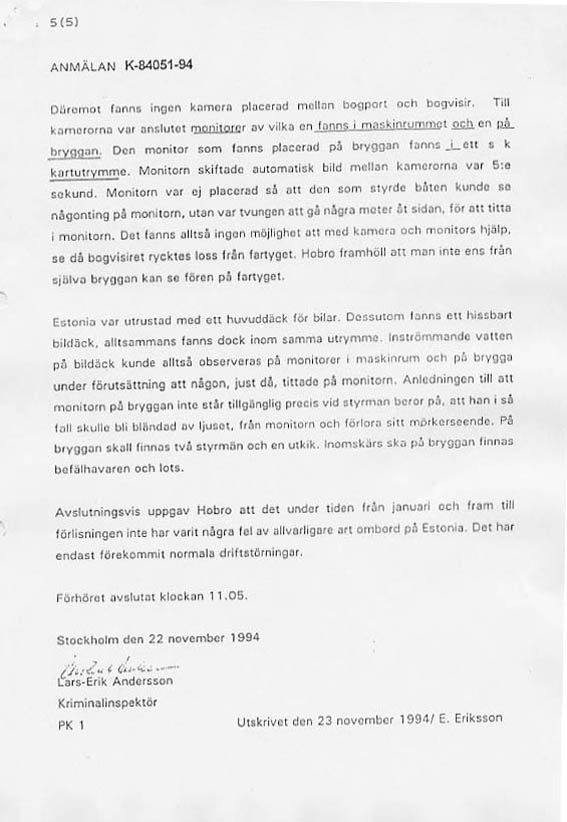 5(5)
ANMÄLAN K-84051-94
Däremot fanns ingen kamera placerad mellan bogport och bogvisir. Till
kamerorna var anslutet monitorer av vilka en fanns i maskinrummet och en på
bryggan. Den monitor som fanns placerad på bryggan fanns i ett s k
kartutrymme. Monitorn skiftade automatisk bild mellan kamerorna var 5:e
sekund. Monitorn var ej placerad så att den som styrde båten kunde se
någonting på monitorn, utan var tvungen att gå några meter åt sidan, för att titta
i monitorn. Det fanns alltså ingen möjlighet att med kamera och monitors hjälp,
se då bogvisiret rycktes loss från fartyget. Hobro framhöll att man inte ens från
själva bryggan kan se fören på fartyget.
Estonia var utrustad med ett huvuddäck för bilar. Dessutom fanns ett hissbart
bildäck, alltsammans fanns dock inom samma utrymme. Inströmmande vatten
på bildäck kunde alltså observeras på monitorer i maskinrum och på brygga
under förutsättning att någon, just då, tittade på monitorn. Anledningen till att
monitorn på bryggan inte står tillgänglig precis vid styrman beror på, att han i så
fall skulle bli bländad av ljuset, från monitorn och förlora sitt mörkerseende. På
bryggan skall finnas två styrmän och en utkik. Inomskärs ska på bryggan finnas
befälhavaren och lots.
Avslutningsvis uppgav Hobro att det under tiden från januari och fram till
förlisningen inte har varit några fel av allvarligare art ombord på Estonia. Det har
endast förekommit normala driftstörningar.
Förhöret avslutat klockan 11.05.
Stockholm den 22 november 1994
Lars-Erik Andersson
Kriminalinspektör
PK 1 Utskrivet den 23 november 1994/ E. Eriksson